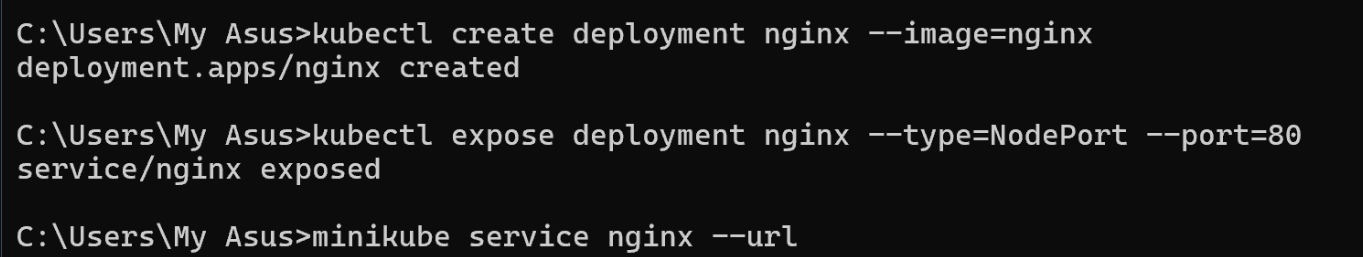 C:\Users\My Asus>kubectl create deployment nginx --image=nginx
deployment.apps/nginx created
C:\Users\My Asus>kubectl expose deployment nginx --type=NodePort --port=80
service/nginx exposed
C:\Users\My Asus>minikube service nginx --url